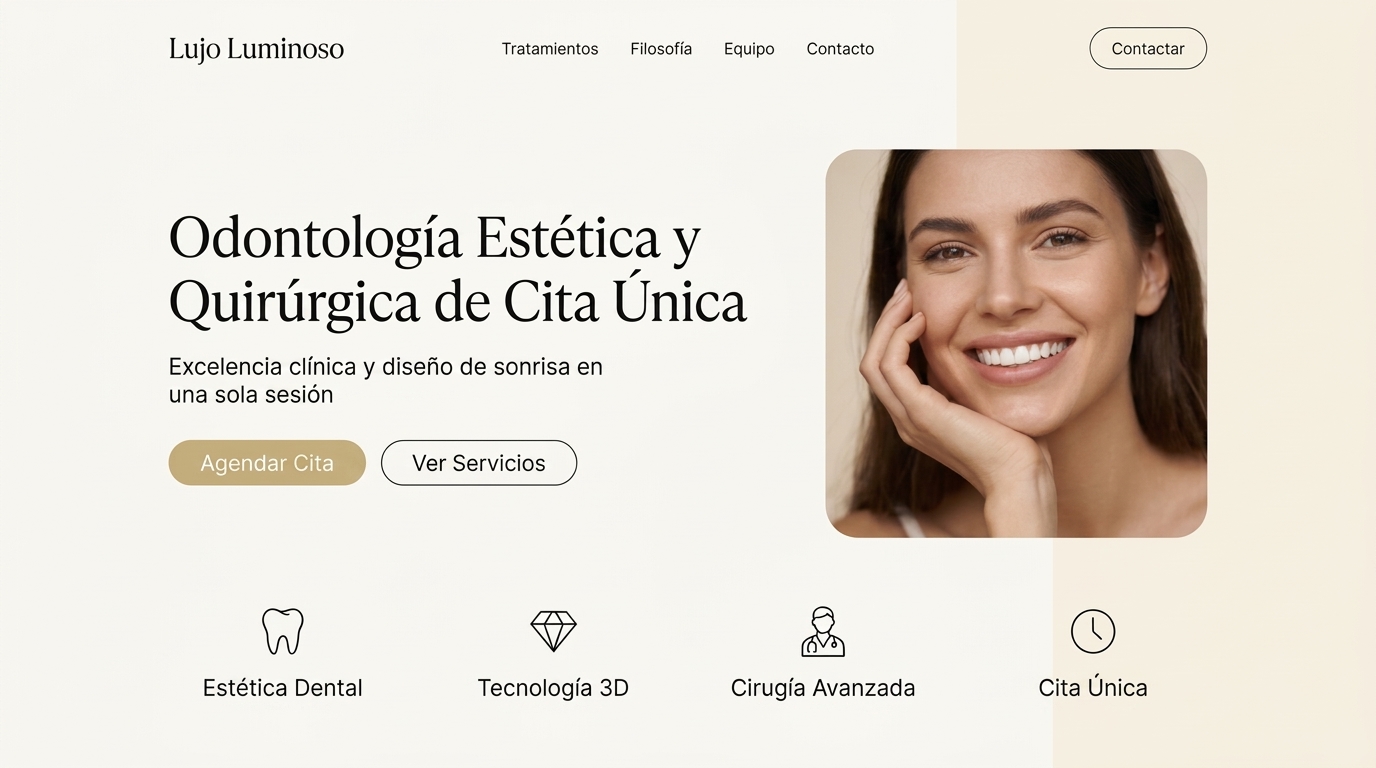 Lujo Luminoso
Tratamientos
Filosofía
Equipo
Contacto
Contactar
Odontología Estética y
Quirúrgica de Cita Única
Excelencia clínica y diseño de sonrisa en
una sola sesión
Agendar Cita
Ver Servicios
Estética Dental
Tecnología 3D
Cirugía Avanzada
Cita Única